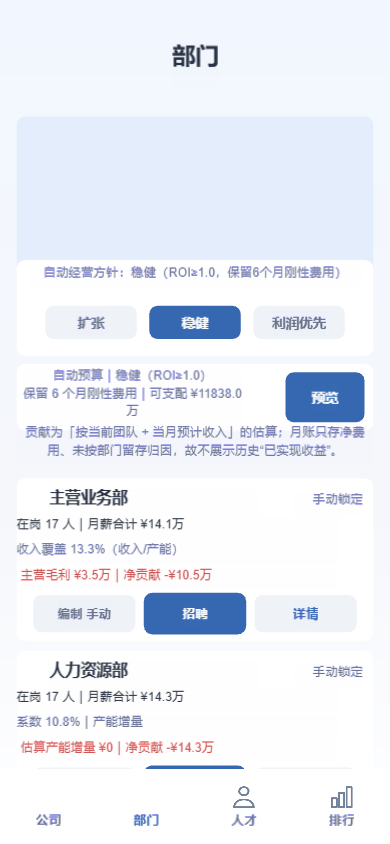 部门
自动经营方针：稳健（ROI≥1.0，保留6个月刚性费用）
扩张
稳健
利润优先
自动预算 | 稳健（ROI≥1.0）
保留 6 个月刚性费用 | 可支配 ¥11838.0
万
预览
贡献为「按当前团队 + 当月预计收入」的估算；月账只存净费
用、未按部门留存归因，故不展示历史“已实现收益”。
主营业务部
手动锁定
在岗 17 人 | 月薪合计 ¥14.1万
收入覆盖 13.3%（收入/产能）
主营毛利 ¥3.5万 | 净贡献 -¥10.5万
编制 手动
招聘
详情
人力资源部
手动锁定
在岗 17 人 | 月薪合计 ¥14.3万
系数 10.8% | 产能增量
估算产能增量 ¥0 | 净贡献 -¥14.3万
公司
部门
人才
排行